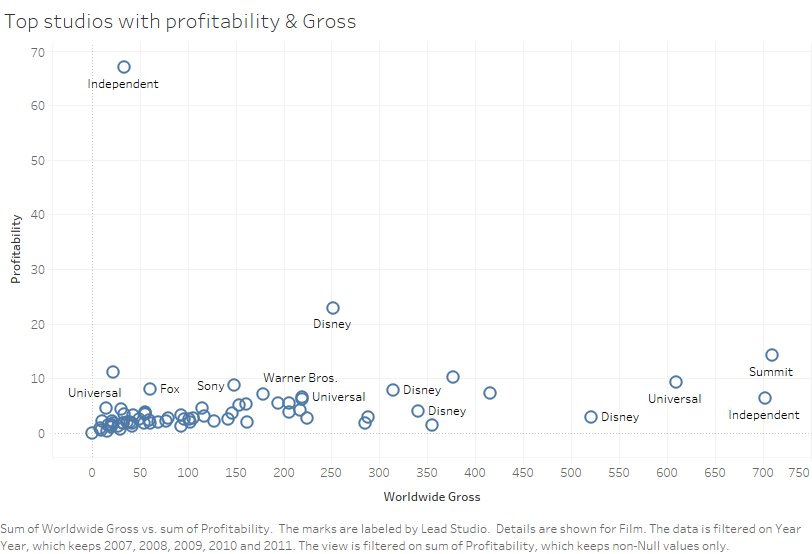 Top studios with profitability & Gross
70
Independent
60
50
40
30
20
Disney
10
Universal
Fox
Sony
Warner Bros.
Universal
Disney
Disney
Disney
Universal
Summit
Independent
0
Profitability
0 50 100 150 200 250 300 350 400 450 500 550 600 650 700 750
Worldwide Gross
Sum of Worldwide Gross vs. sum of Profitability. The marks are labeled by Lead Studio. Details are shown for Film. The data is filtered on Year
Year, which keeps 2007, 2008, 2009, 2010 and 2011. The view is filtered on sum of Profitability, which keeps non-Null values only.